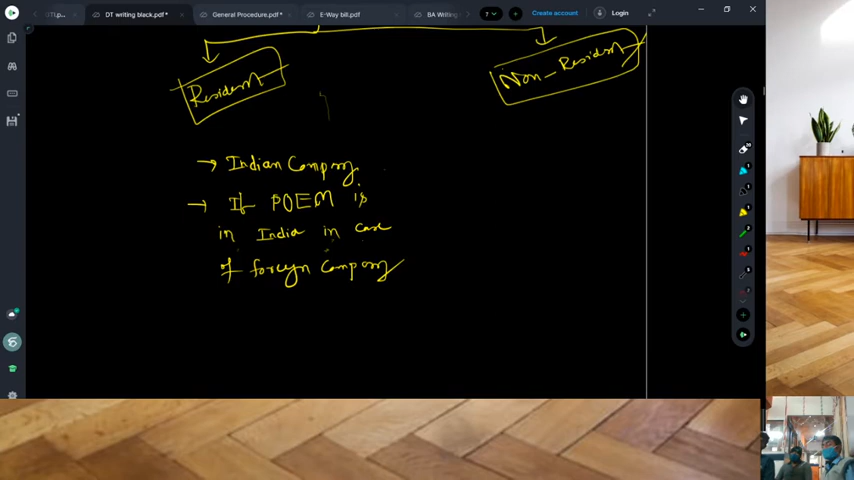 DT writing black.pdf*
General Procedure.pdf*
E-Way bill.pdf
BA Writing
7
Create account
Login
Resident
Non-Resident
→ Indian Company.
→ If POEM is
in India in case
of foreign Company